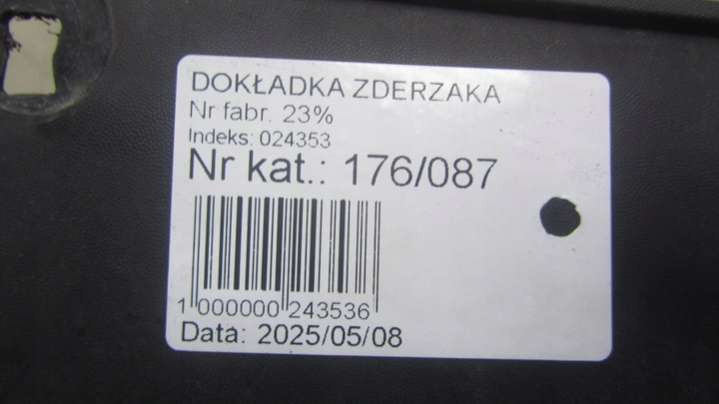 DOKŁADKA ZDERZAKA
Nr fabr. 23%
Indeks: 024353
Nr kat.: 176/087
1 000000 243536
Data: 2025/05/08